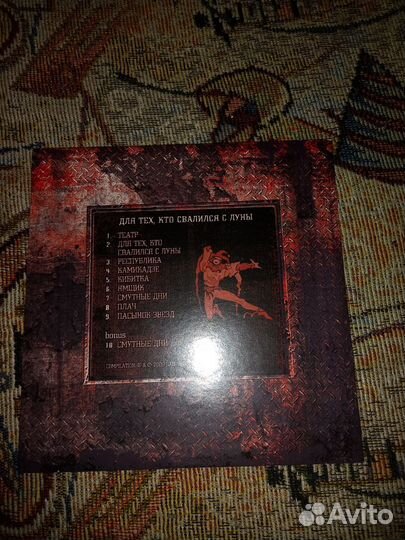 ДЛЯ ТЕХ, КТО СВАЛИЛСЯ С ЛУНЫ
1 ТЕАТР
2 ДЛЯ ТЕХ, КТО
СВАЛИЛСЯ С ЛУНЫ
3 РЕСПУБЛИКА
4 КАМИКАДЗЕ
5 КИБИТКА
6 ЯМЩИК
7 СМУТНЫЕ ДНИ
8 ПЛАЧ
9 ПАСЫНОК ЗВЕЗД
bonus
10 СМУТНЫЕ ДНИ
COMPILATION ℗ & ©
Avito